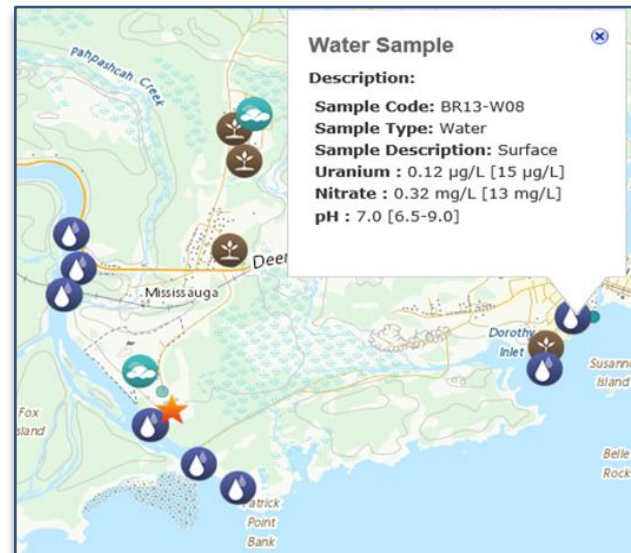 Water Sample
Description:
Sample Code: BR13-W08
Sample Type: Water
Sample Description: Surface
Uranium : 0.12 µg/L [15 µg/L]
Nitrate : 0.32 mg/L [13 mg/L]
pH : 7.0 [6.5-9.0]
Pahpashcah Creek
Deer
Mississauga
Dorothy
Inlet
Susanne
Island
Fox
sland
Belle
Rock
Patrick
Point
Bank